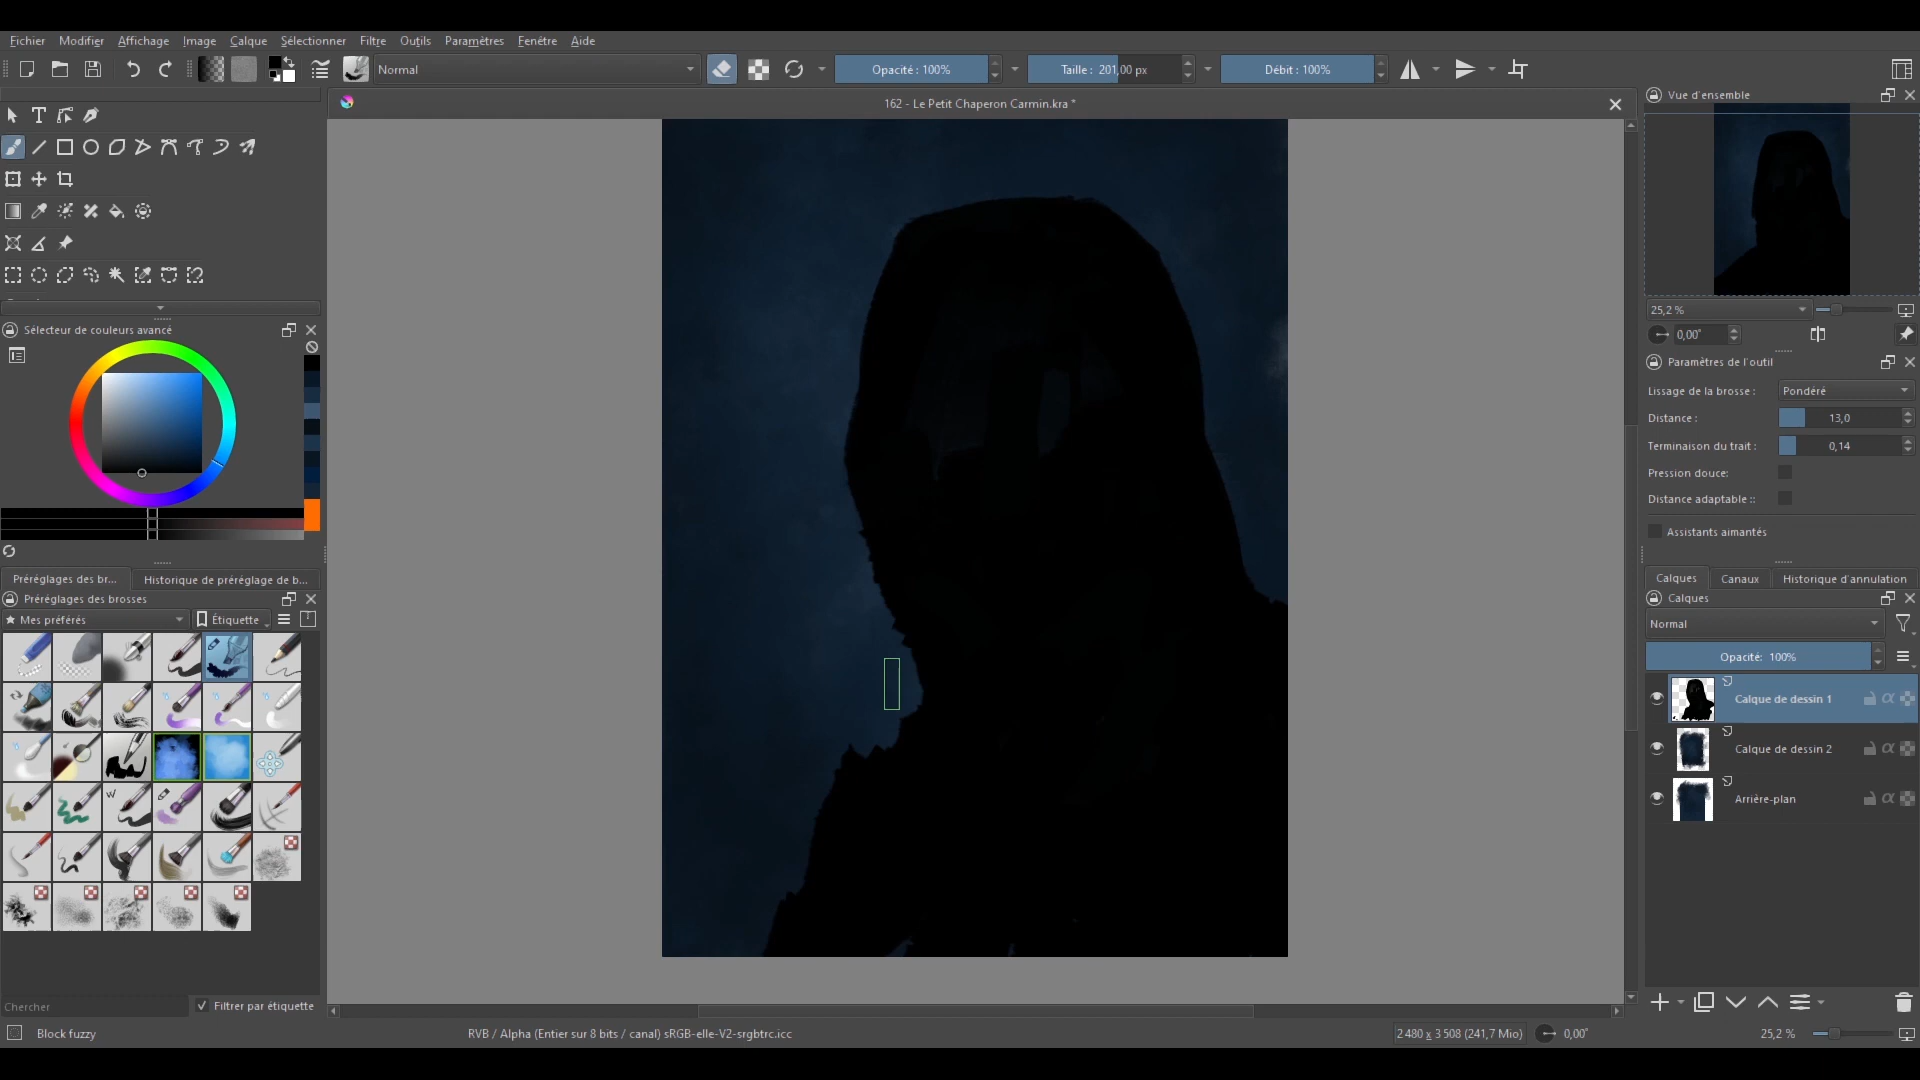 Fichier Modifier Affichage Image Calque Sélectionner Filtre Outils Paramètres Fenêtre Aide
Normal
Opacité : 100%
Taille : 201,00 px
Débit : 100%
162 - Le Petit Chaperon Carmin.kra *
Vue d'ensemble
25,2 %
0,00°
Sélecteur de couleurs avancé
Paramètres de l'outil
Lissage de la brosse : Pondéré
Distance : 13,0
Terminaison du trait : 0,14
Pression douce:
Distance adaptable ::
Assistants aimantés
Préréglages des br... Historique de préréglage de b...
Préréglages des brosses
Mes préférés Étiquette
Calques Canaux Historique d'annulation
Calques
Normal
Opacité: 100%
Calque de dessin 1
Calque de dessin 2
Arrière-plan
Chercher Filtrer par étiquette
Block fuzzy
RVB / Alpha (Entier sur 8 bits / canal) sRGB-elle-V2-srgbtrc.icc
2 480 x 3 508 (241,7 Mio)
0,00°
25,2 %